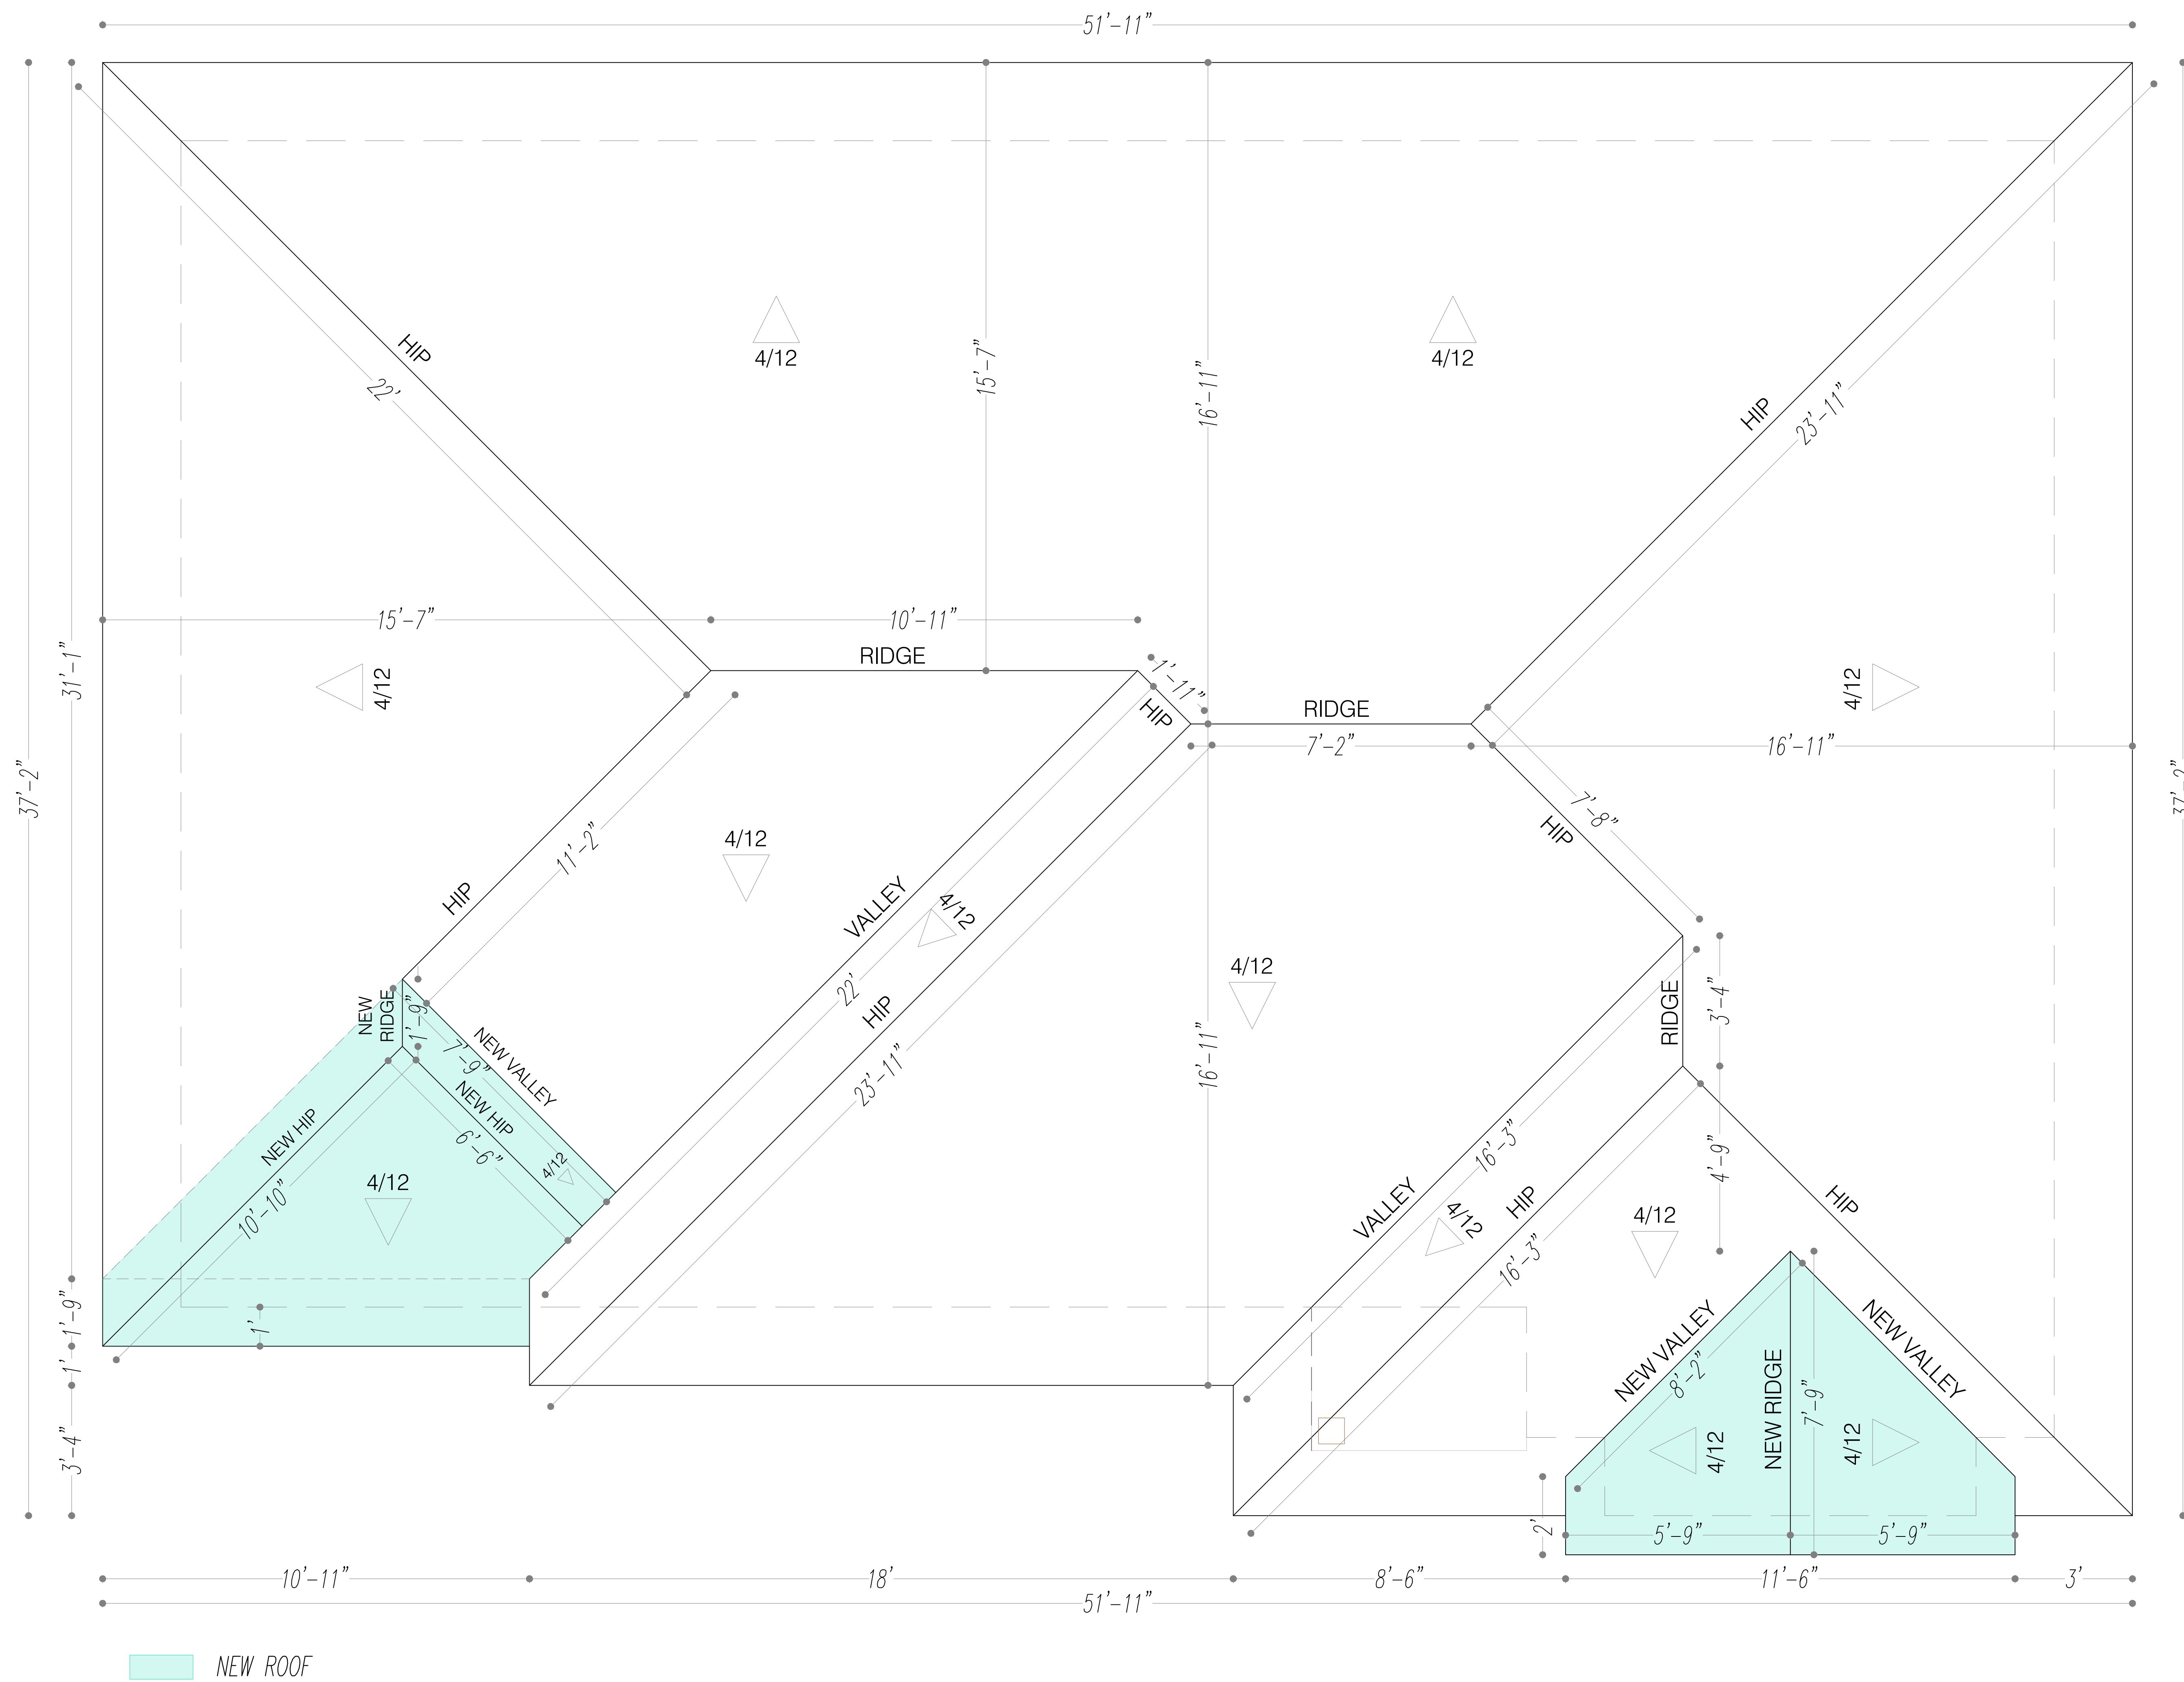 51'-11"
HIP
22'
4/12
15'-7"
16'-11"
4/12
HIP
23'-11"
15'-7"
10'-11"
RIDGE
1'-11"
HIP
RIDGE
7'-2"
16'-11"
31'-1"
37'-2"
37'-2"
4/12
4/12
7'-8"
HIP
11'-2"
4/12
HIP
VALLEY
4/12
22'
HIP
23'-11"
4/12
RIDGE
3'-4"
NEW
RIDGE
1'-9"
7'-9"
NEW VALLEY
NEW HIP
NEW HIP
6'-6"
4/12
4/12
10'-10"
16'-11"
16'-3"
4'-9"
VALLEY
4/12
HIP
16'-3"
4/12
HIP
1'-9"
1'
1'
3'-4"
NEW VALLEY
8'-2"
NEW RIDGE
7'-9"
NEW VALLEY
4/12
4/12
2'
5'-9"
5'-9"
10'-11"
18'
8'-6"
11'-6"
3'
51'-11"
NEW ROOF